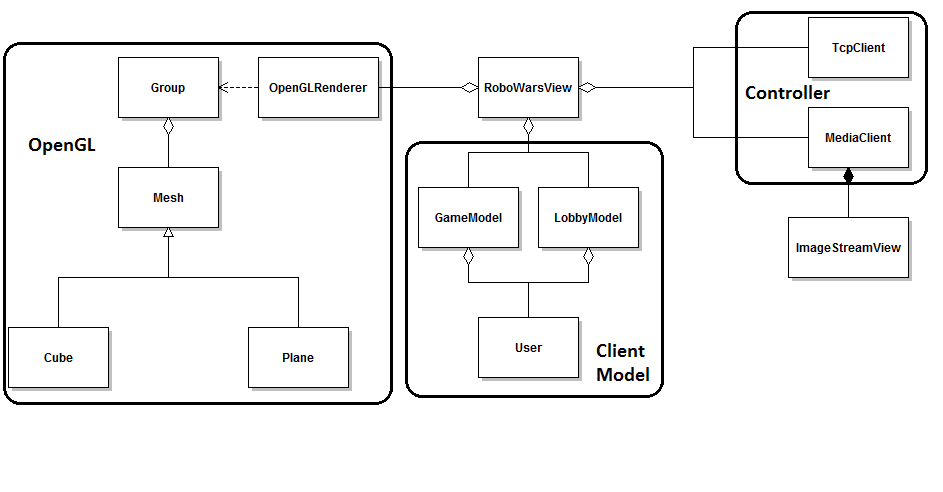 TcpClient
Group
OpenGLRenderer
RoboWarsView
Controller
OpenGL
MediaClient
Mesh
GameModel
LobbyModel
ImageStreamView
Cube
Plane
User
Client
Model